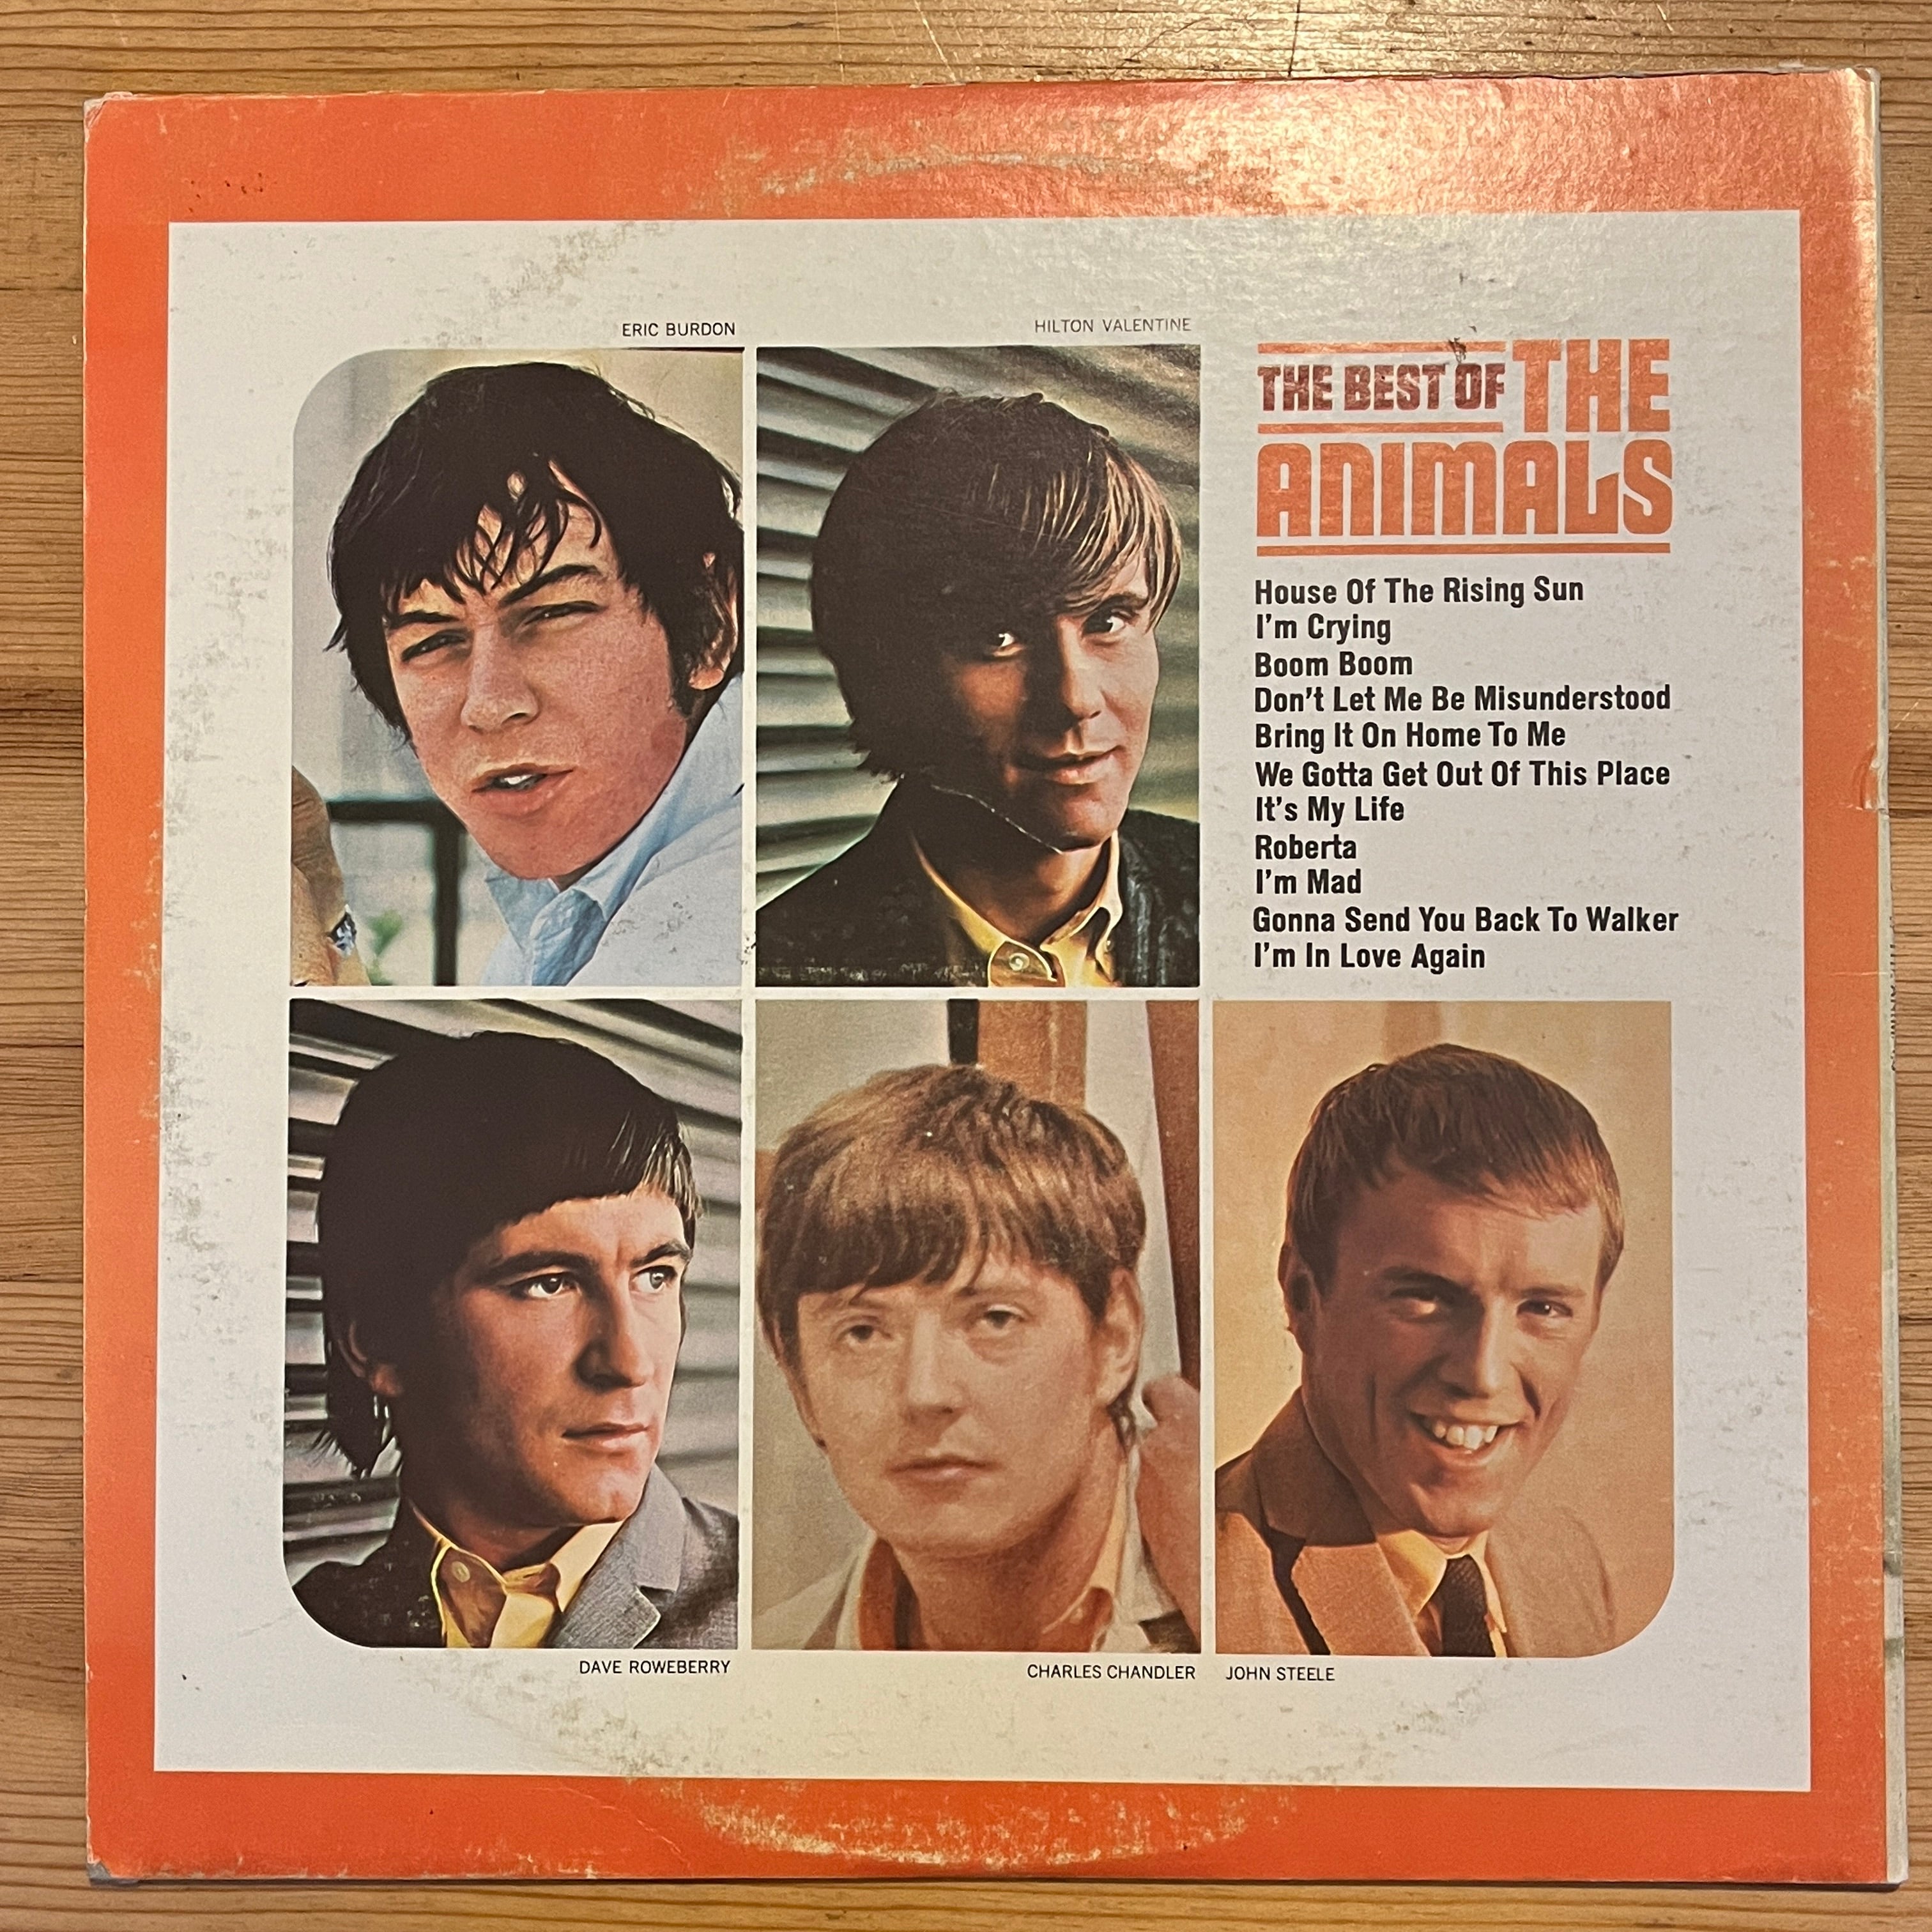 ERIC BURDON
HILTON VALENTINE
THE BEST OF THE
ANIMALS
House Of The Rising Sun
I'm Crying
Boom Boom
Don't Let Me Be Misunderstood
Bring It On Home To Me
We Gotta Get Out Of This Place
It's My Life
Roberta
I'm Mad
Gonna Send You Back To Walker
I'm In Love Again
DAVE ROWEBERRY
CHARLES CHANDLER
JOHN STEELE